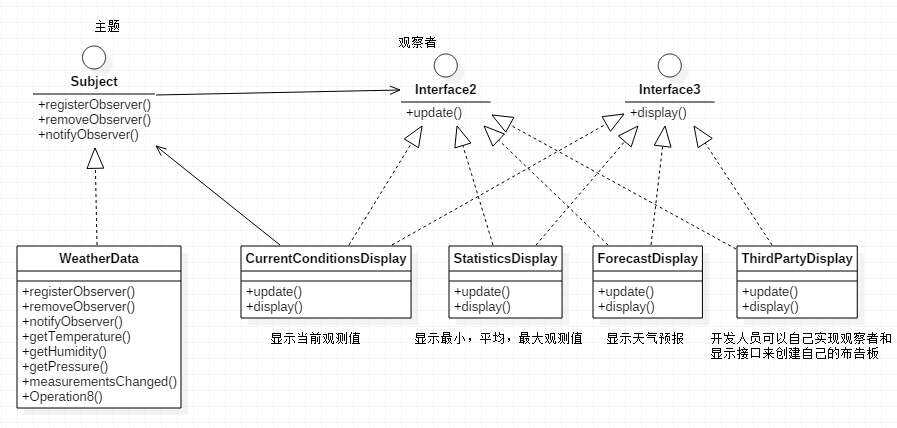 主题
观察者
Subject
+registerObserver()
+removeObserver()
+notifyObserver()
Interface2
+update()
Interface3
+display()
WeatherData
+registerObserver()
+removeObserver()
+notifyObserver()
+getTemperature()
+getHumidity()
+getPressure()
+measurementsChanged()
+Operation8()
CurrentConditionsDisplay
+update()
+display()
显示当前观测值
StatisticsDisplay
+update()
+display()
显示最小，平均，最大观测值
ForecastDisplay
+update()
+display()
显示天气预报
ThirdPartyDisplay
+update()
+display()
开发人员可以自己实现观察者和
显示接口来创建自己的布告板